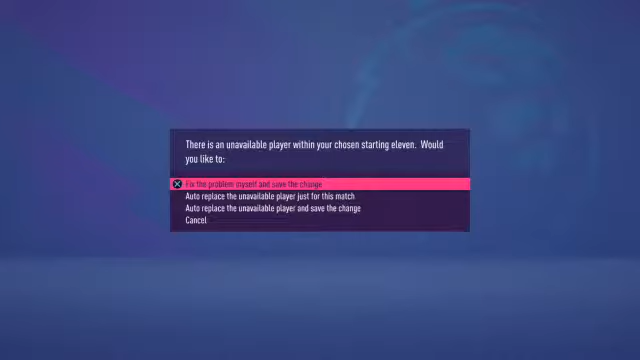 There is an unavailable player within your chosen starting eleven. Would
you like to:
Fix the problem myself and save the change
Auto replace the unavailable player just for this match
Auto replace the unavailable player and save the change
Cancel